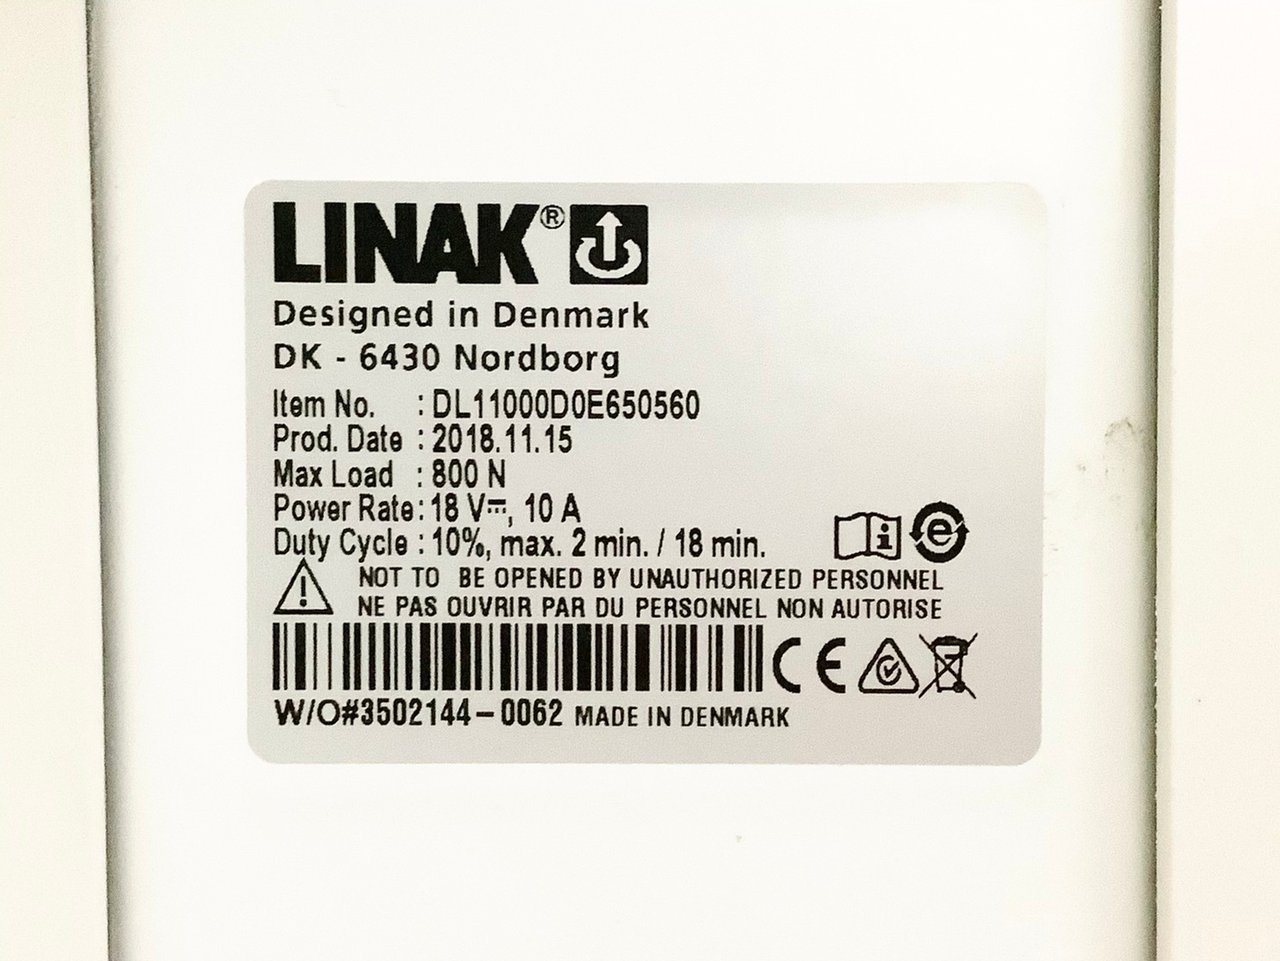 LINAK®
Designed in Denmark
DK - 6430 Nordborg
Item No. : DL11000D0E650560
Prod. Date : 2018.11.15
Max Load : 800 N
Power Rate: 18 V⎓, 10 A
Duty Cycle : 10%, max. 2 min. / 18 min.
NOT TO BE OPENED BY UNAUTHORIZED PERSONNEL
NE PAS OUVRIR PAR DU PERSONNEL NON AUTORISE
W/O#3502144-0062 MADE IN DENMARK